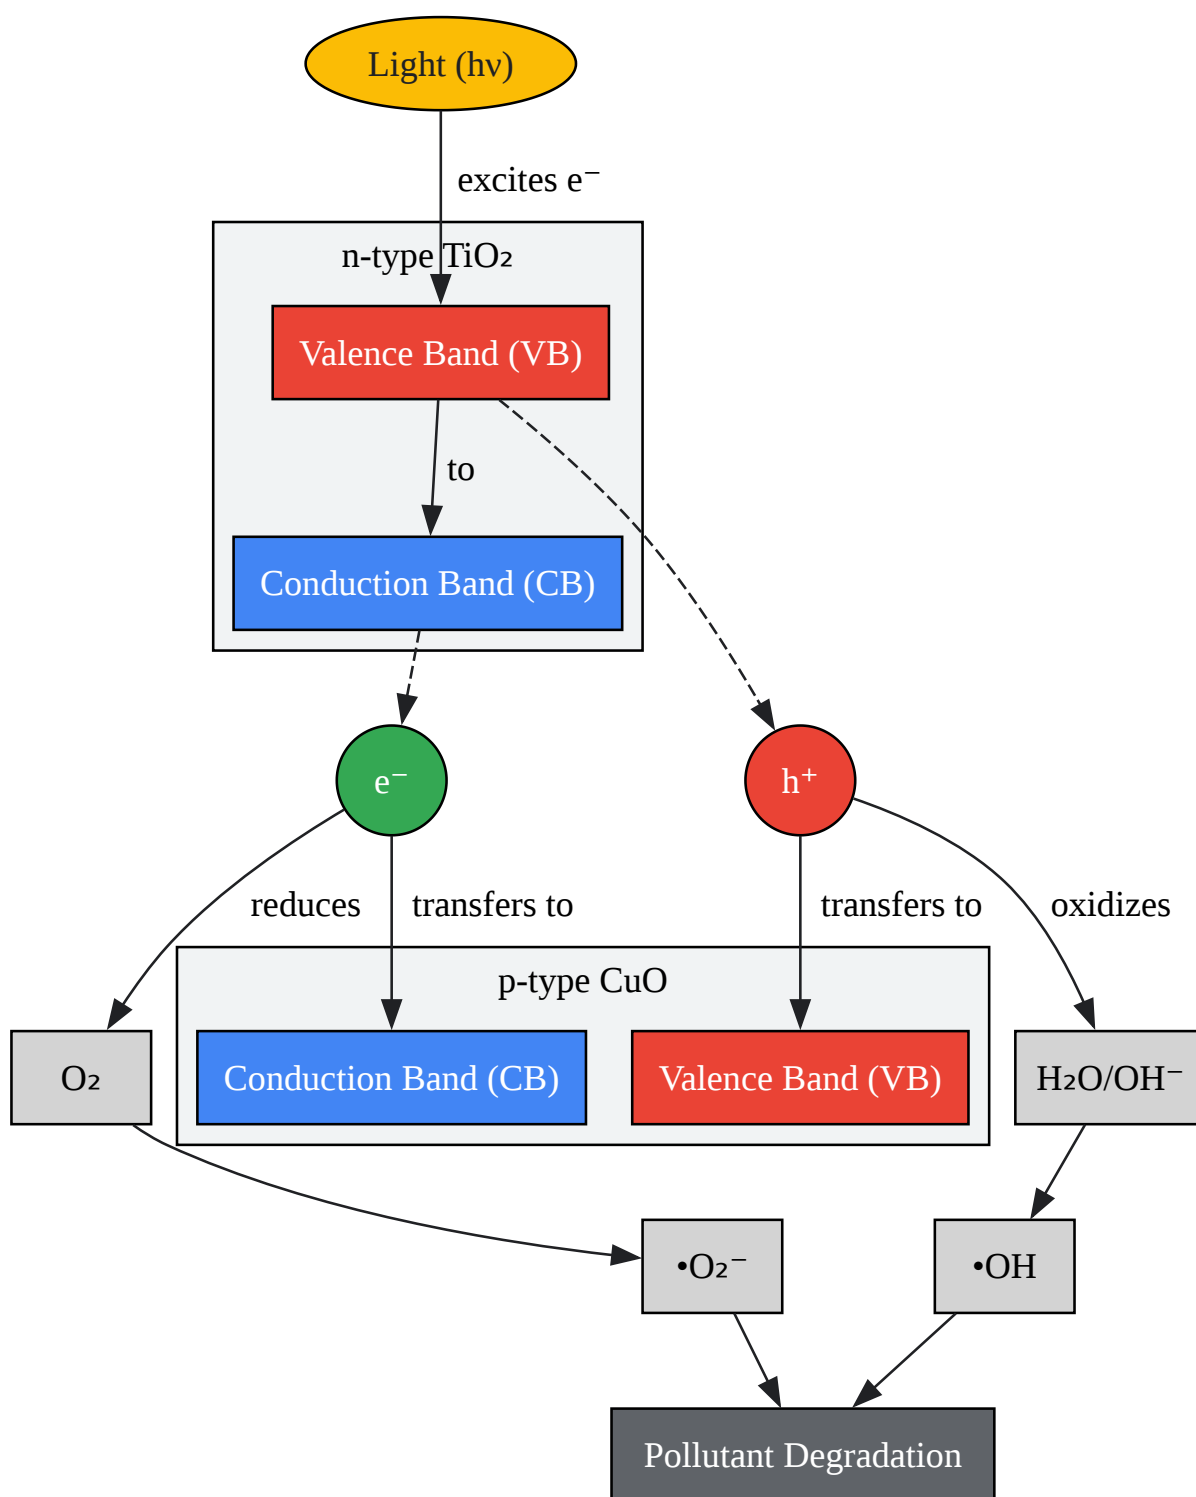 Light (hν)
excites e⁻
n-type TiO₂
Valence Band (VB)
to
Conduction Band (CB)
e⁻
h⁺
reduces
transfers to
transfers to
oxidizes
p-type CuO
O₂
Conduction Band (CB)
Valence Band (VB)
H₂O/OH⁻
•O₂⁻
•OH
Pollutant Degradation